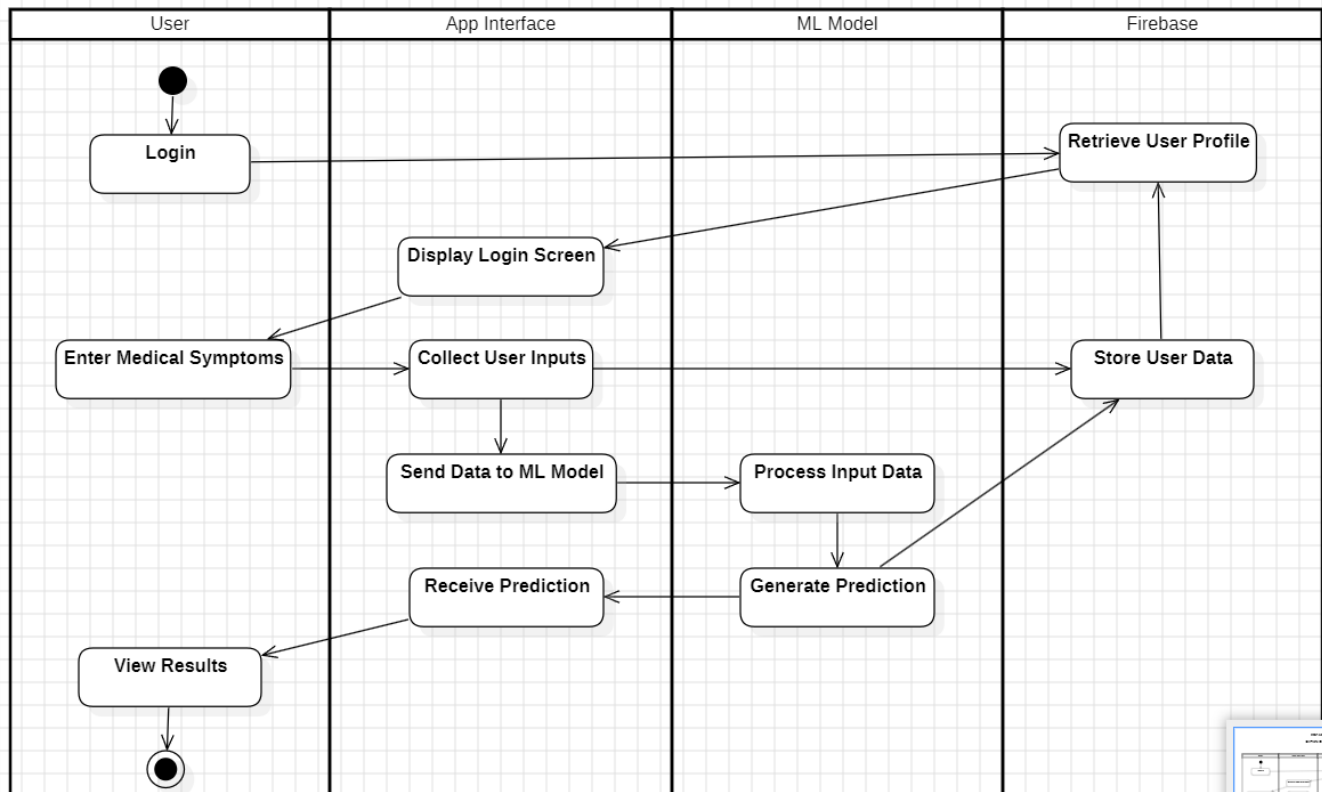 User
App Interface
ML Model
Firebase
Login
Retrieve User Profile
Display Login Screen
Enter Medical Symptoms
Collect User Inputs
Store User Data
Send Data to ML Model
Process Input Data
Receive Prediction
Generate Prediction
View Results